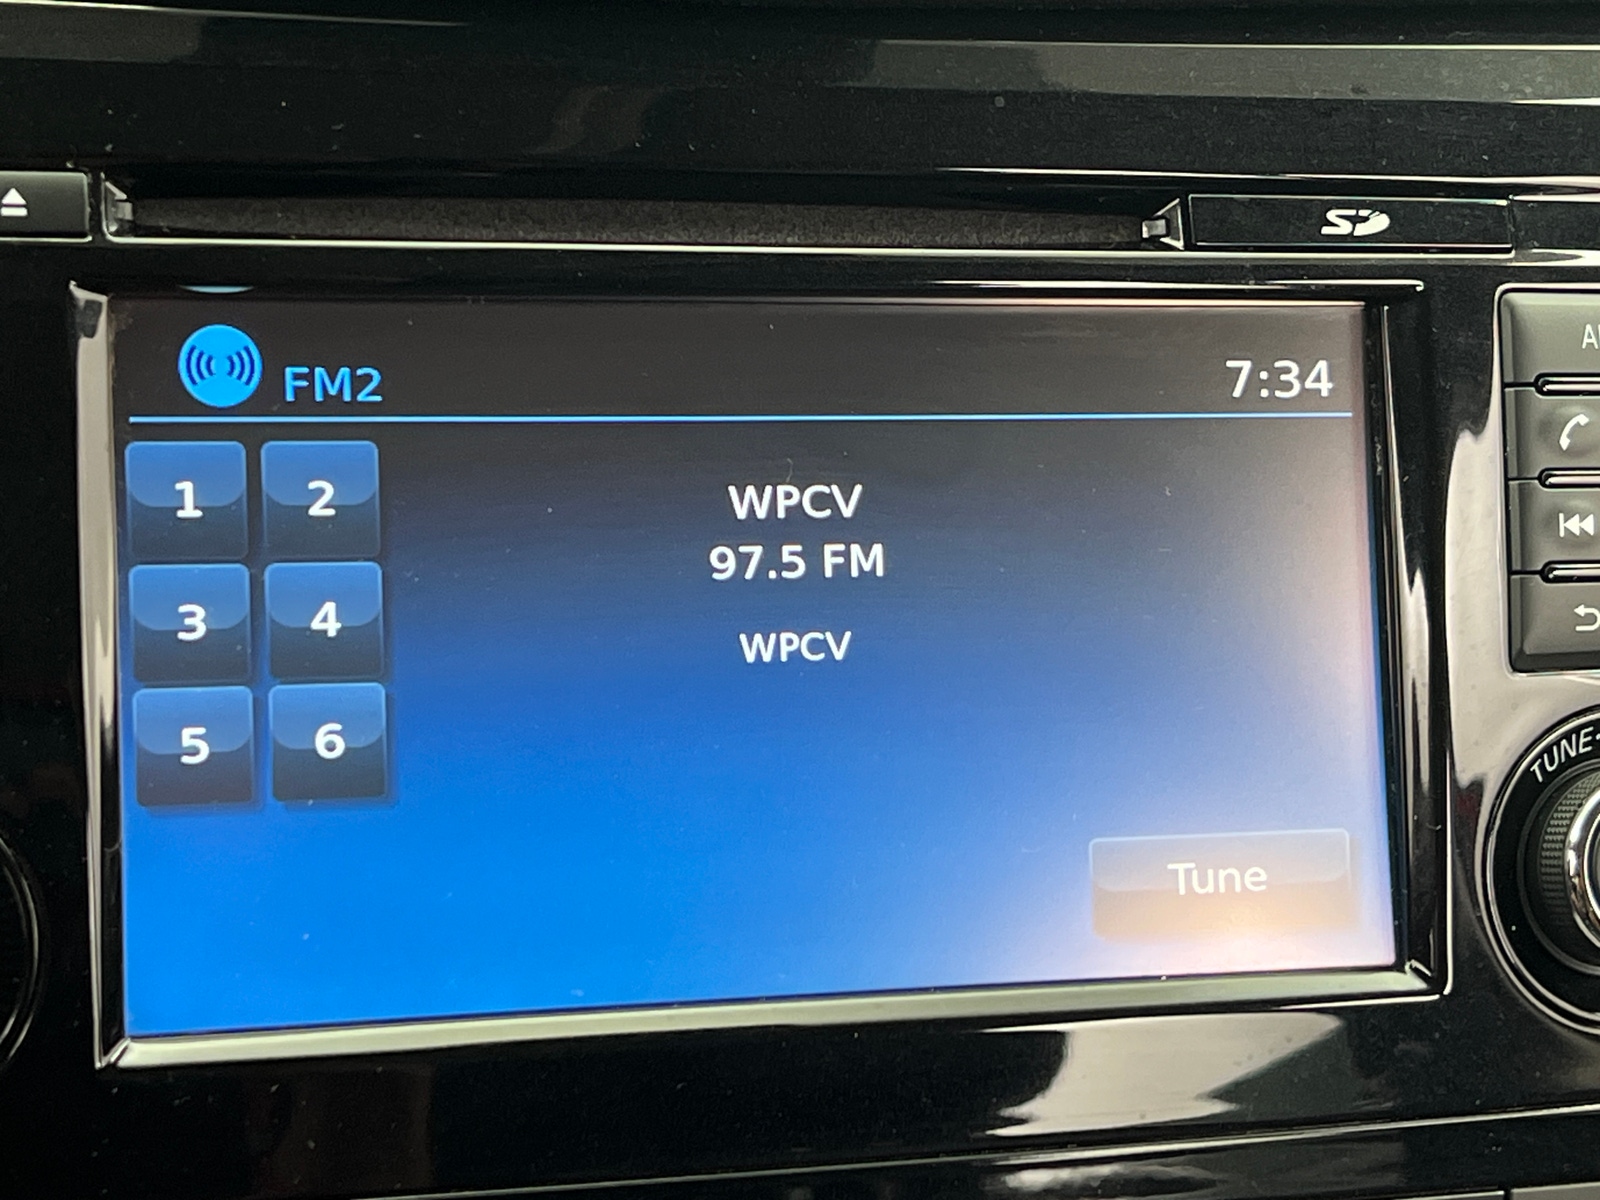 SD
FM2
7:34
1 2
WPCV
97.5 FM
3 4
WPCV
5 6
TUNE
Tune